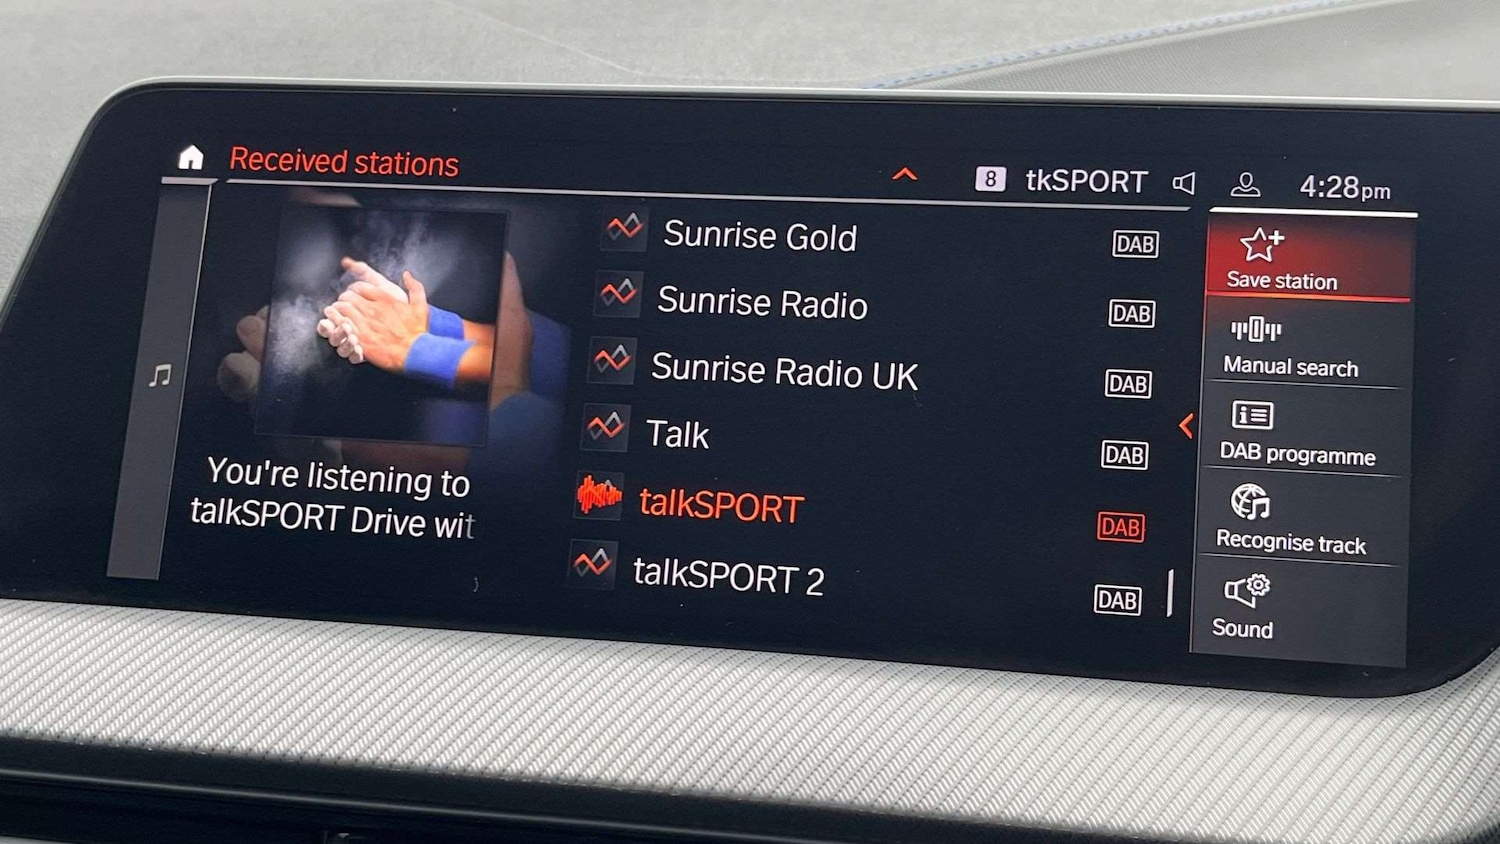 Received stations
8 tkSPORT 4:28pm
Sunrise Gold DAB
Sunrise Radio DAB
Sunrise Radio UK DAB
Talk DAB
talkSPORT DAB
talkSPORT 2 DAB
You're listening to
talkSPORT Drive wit
Save station
Manual search
DAB programme
Recognise track
Sound